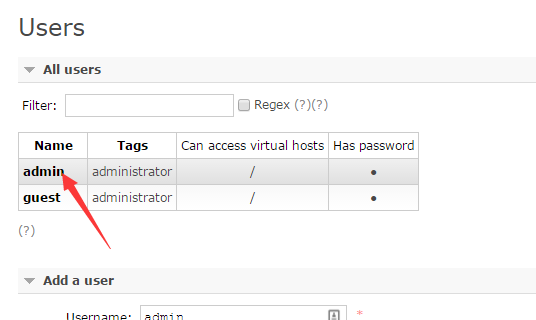 Users
All users
Filter: Regex (?)(?)
Name Tags Can access virtual hosts Has password
admin administrator / ●
guest administrator / ●
(?)
Add a user
Username: admin *